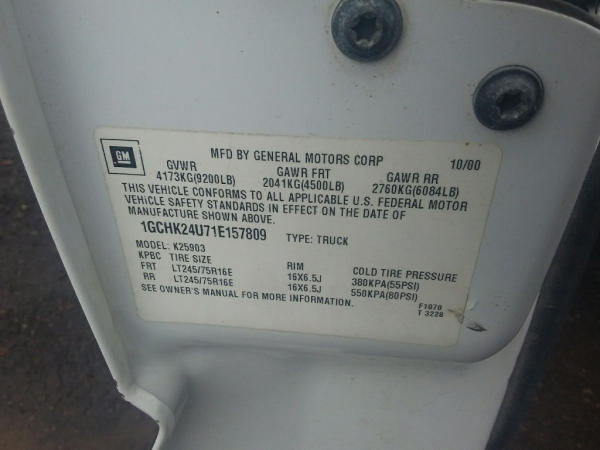 GM MFD BY GENERAL MOTORS CORP 10/00
GVWR GAWR FRT GAWR RR
4173KG(9200LB) 2041KG(4500LB) 2760KG(6084LB)
THIS VEHICLE CONFORMS TO ALL APPLICABLE U.S. FEDERAL MOTOR
VEHICLE SAFETY STANDARDS IN EFFECT ON THE DATE OF
MANUFACTURE SHOWN ABOVE.
1GCHK24U71E157809 TYPE: TRUCK
MODEL: K25903
KPBC TIRE SIZE RIM COLD TIRE PRESSURE
FRT LT245/75R16E 16X6.5J 380KPA(55PSI)
RR LT245/75R16E 16X6.5J 550KPA(80PSI)
SEE OWNER'S MANUAL FOR MORE INFORMATION.
F1070
T 3228